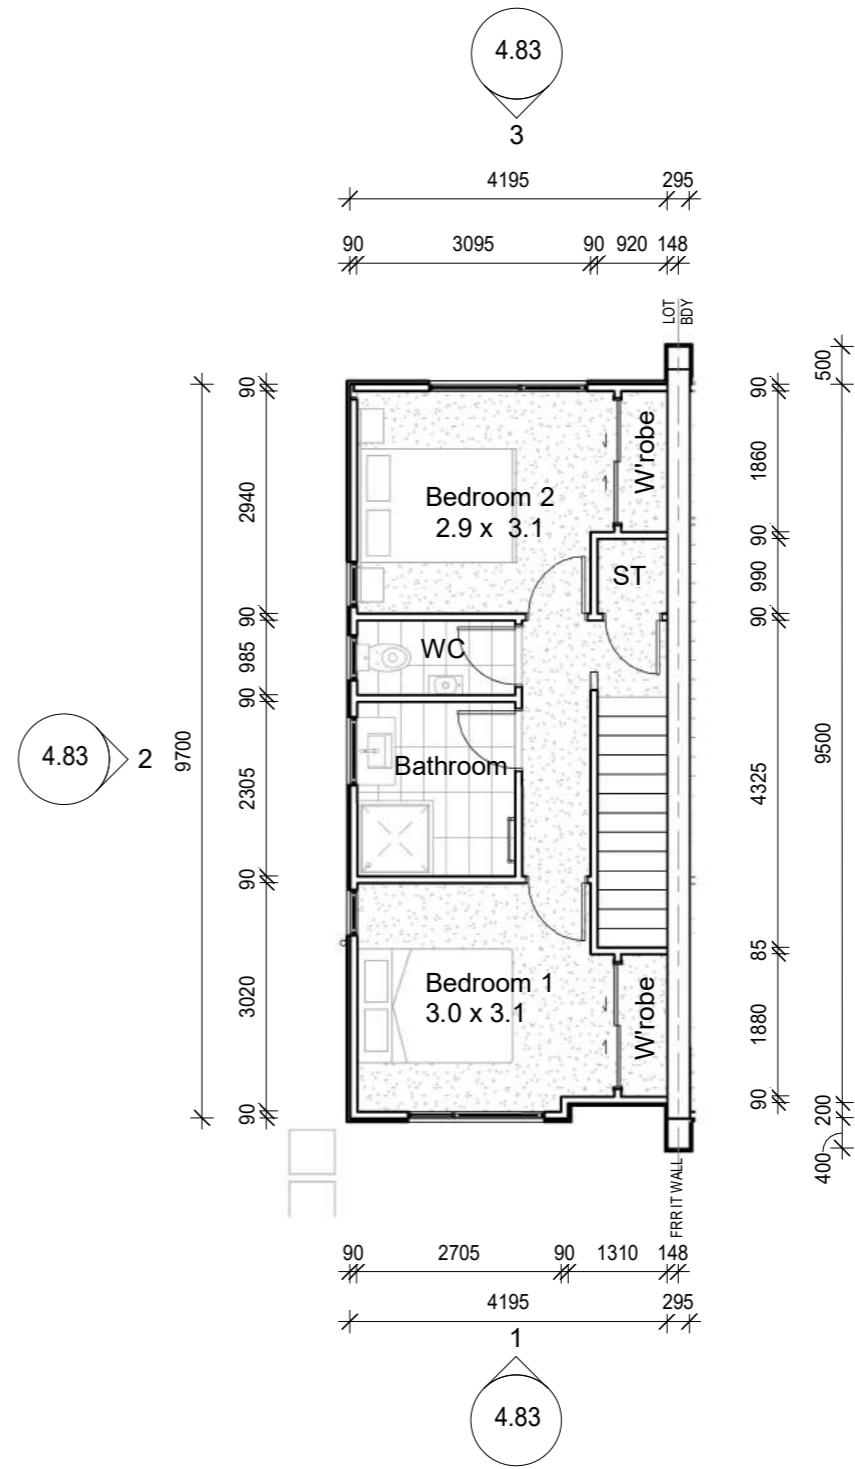 4.83
3
4195 295
90 3095 90 920 148
LOT
BDY
500
90
90
2940
1860
W'robe
Bedroom 2
2.9 x 3.1
90
990
ST
90
90
WC
985
90
4.83 2
9700
9500
2305
Bathroom
4325
90
85
3020
Bedroom 1
3.0 x 3.1
W'robe
1880
90
90
200
400
FRR IT WALL
90 2705 90 1310 148
4195 295
1
4.83